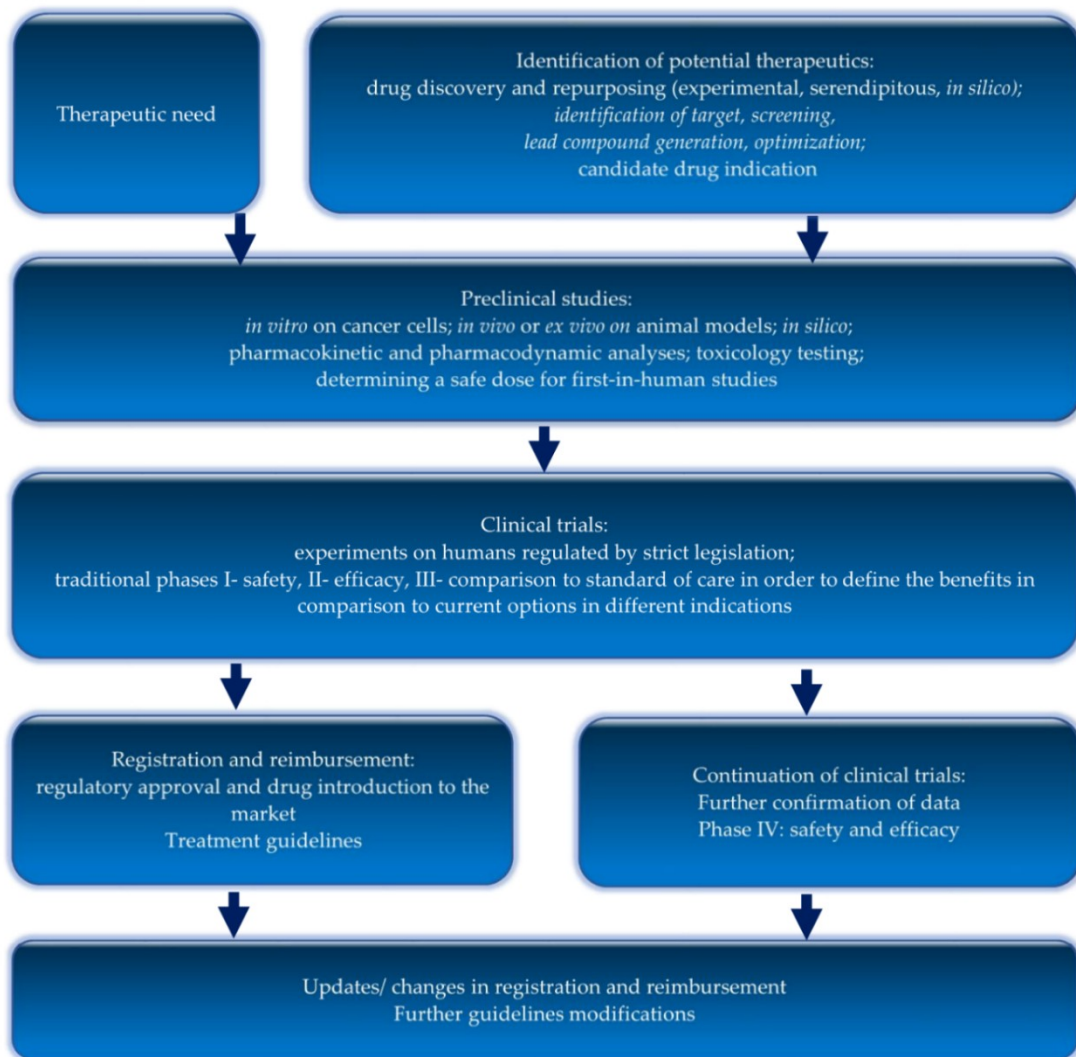 Therapeutic need
Identification of potential therapeutics:
drug discovery and repurposing (experimental, serendipitous, in silico);
identification of target, screening,
lead compound generation, optimization;
candidate drug indication
Preclinical studies:
in vitro on cancer cells; in vivo or ex vivo on animal models; in silico;
pharmacokinetic and pharmacodynamic analyses; toxicology testing;
determining a safe dose for first-in-human studies
Clinical trials:
experiments on humans regulated by strict legislation;
traditional phases I- safety, II- efficacy, III- comparison to standard of care in order to define the benefits in
comparison to current options in different indications
Registration and reimbursement:
regulatory approval and drug introduction to the
market
Treatment guidelines
Continuation of clinical trials:
Further confirmation of data
Phase IV: safety and efficacy
Updates/ changes in registration and reimbursement
Further guidelines modifications